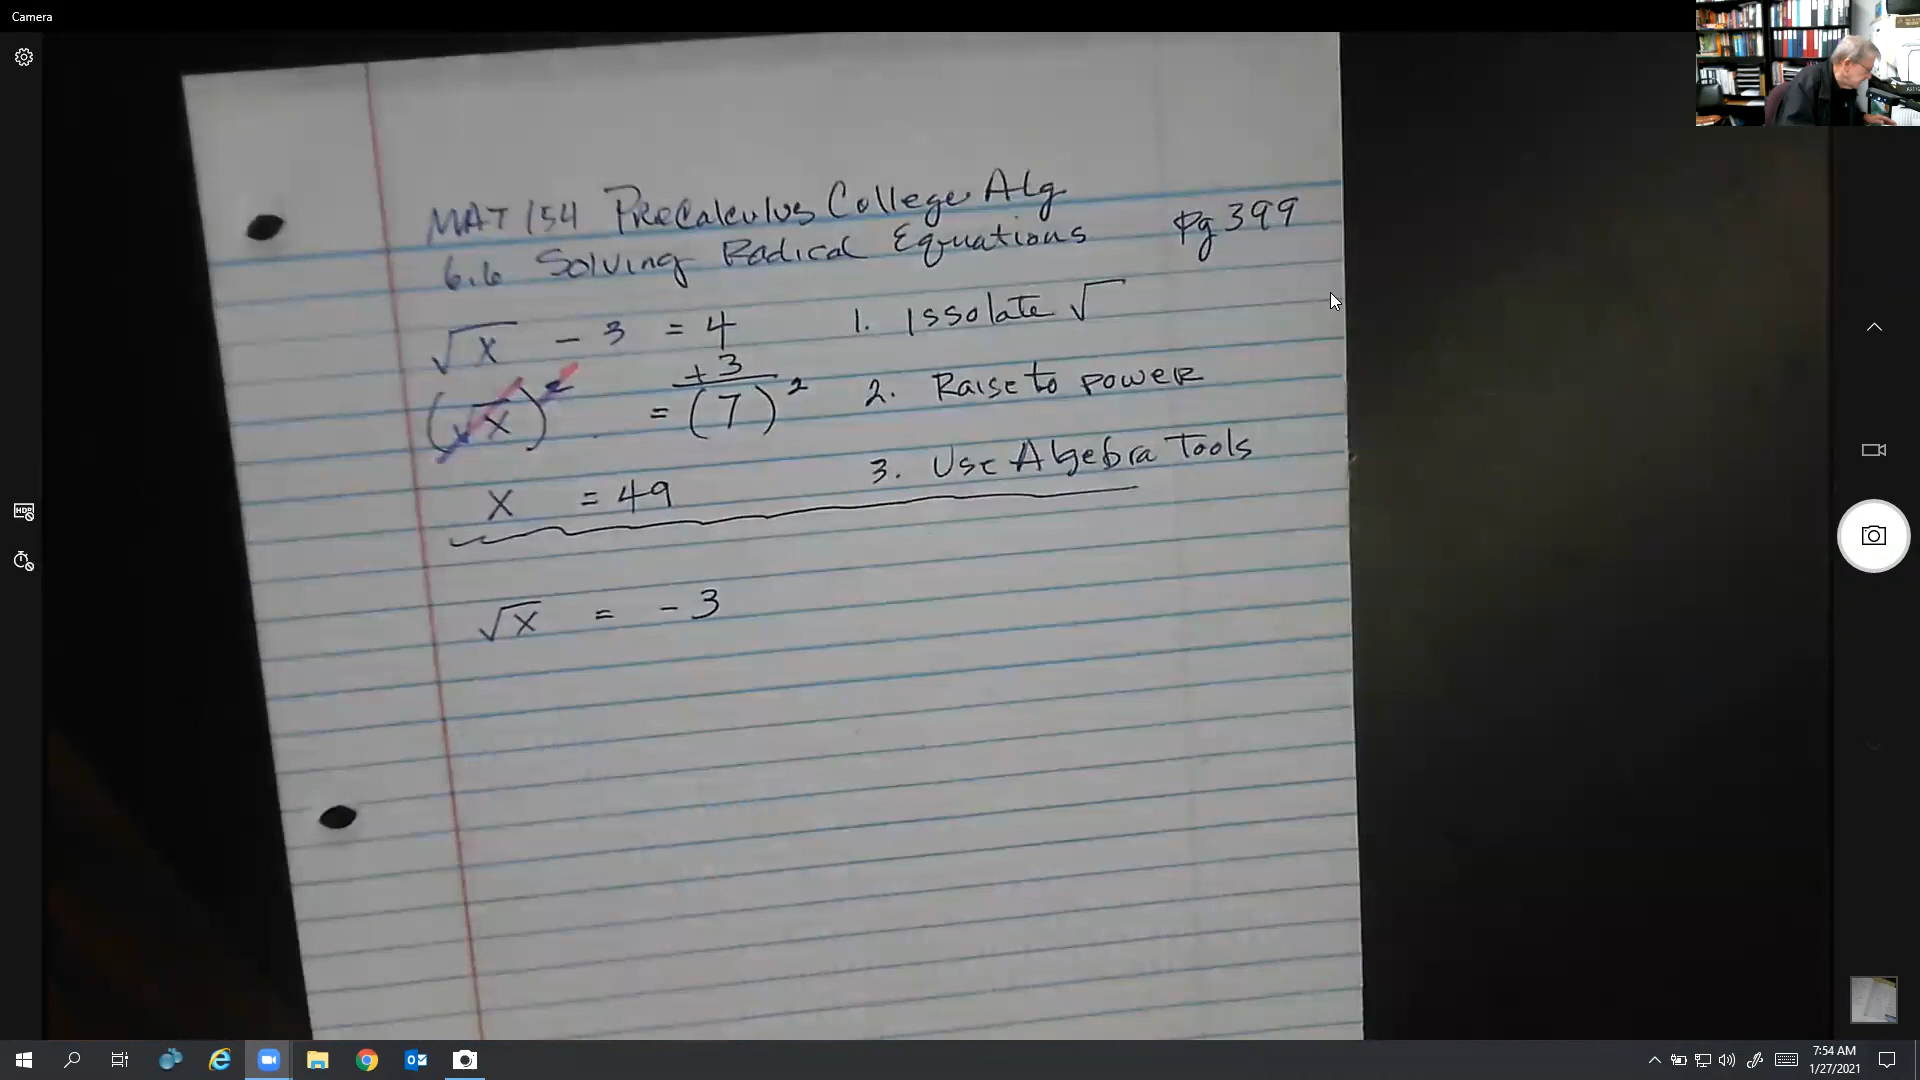 Camera
MAT 154 Precalculus College Alg
6.6 Solving Radical Equations pg 399
√x - 3 = 4 1. Issolate √
+3
(√x)² = (7)² 2. Raise to power
x = 49 3. Use Algebra Tools
√x = -3
HDR
7:54 AM
1/27/2021